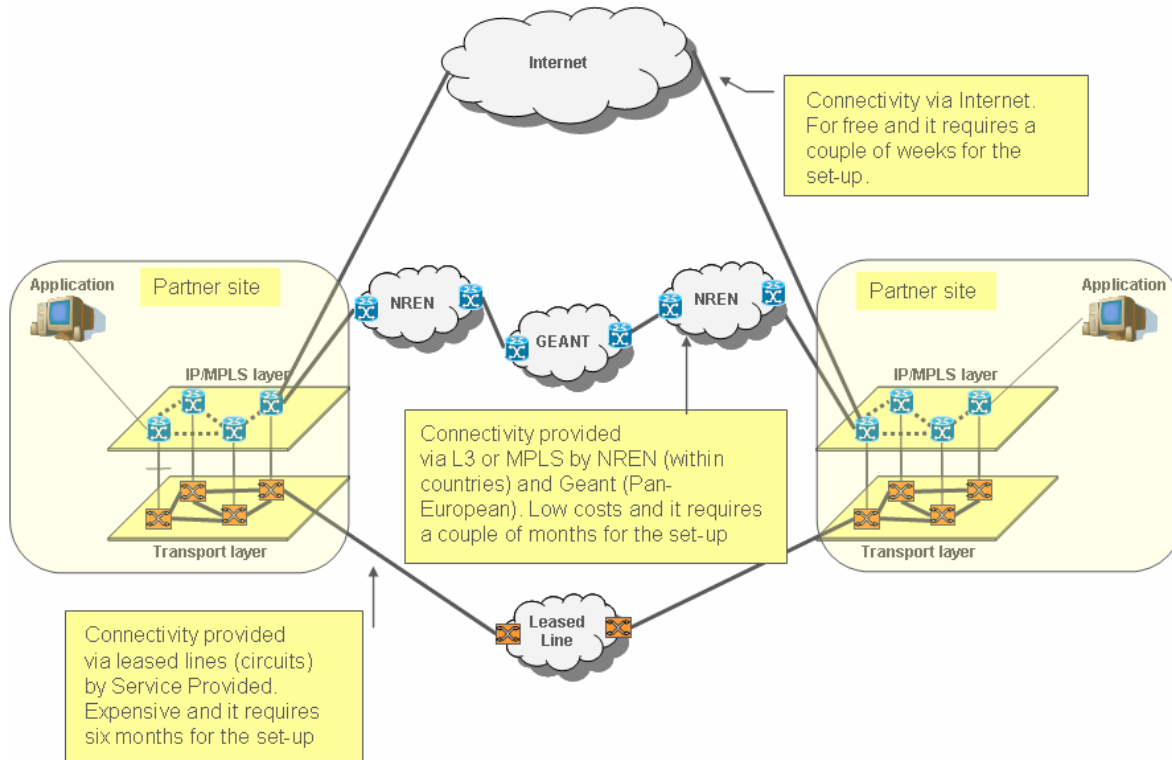 Internet
Connectivity via Internet.
For free and it requires a
couple of weeks for the
set-up.
Application
Partner site
NREN
GEANT
NREN
Partner site
Application
IP/MPLS layer
IP/MPLS layer
Connectivity provided
via L3 or MPLS by NREN (within
countries) and Geant (Pan-
European). Low costs and it requires
a couple of months for the set-up
Transport layer
Transport layer
Leased
Line
Connectivity provided
via leased lines (circuits)
by Service Provided.
Expensive and it requires
six months for the set-up